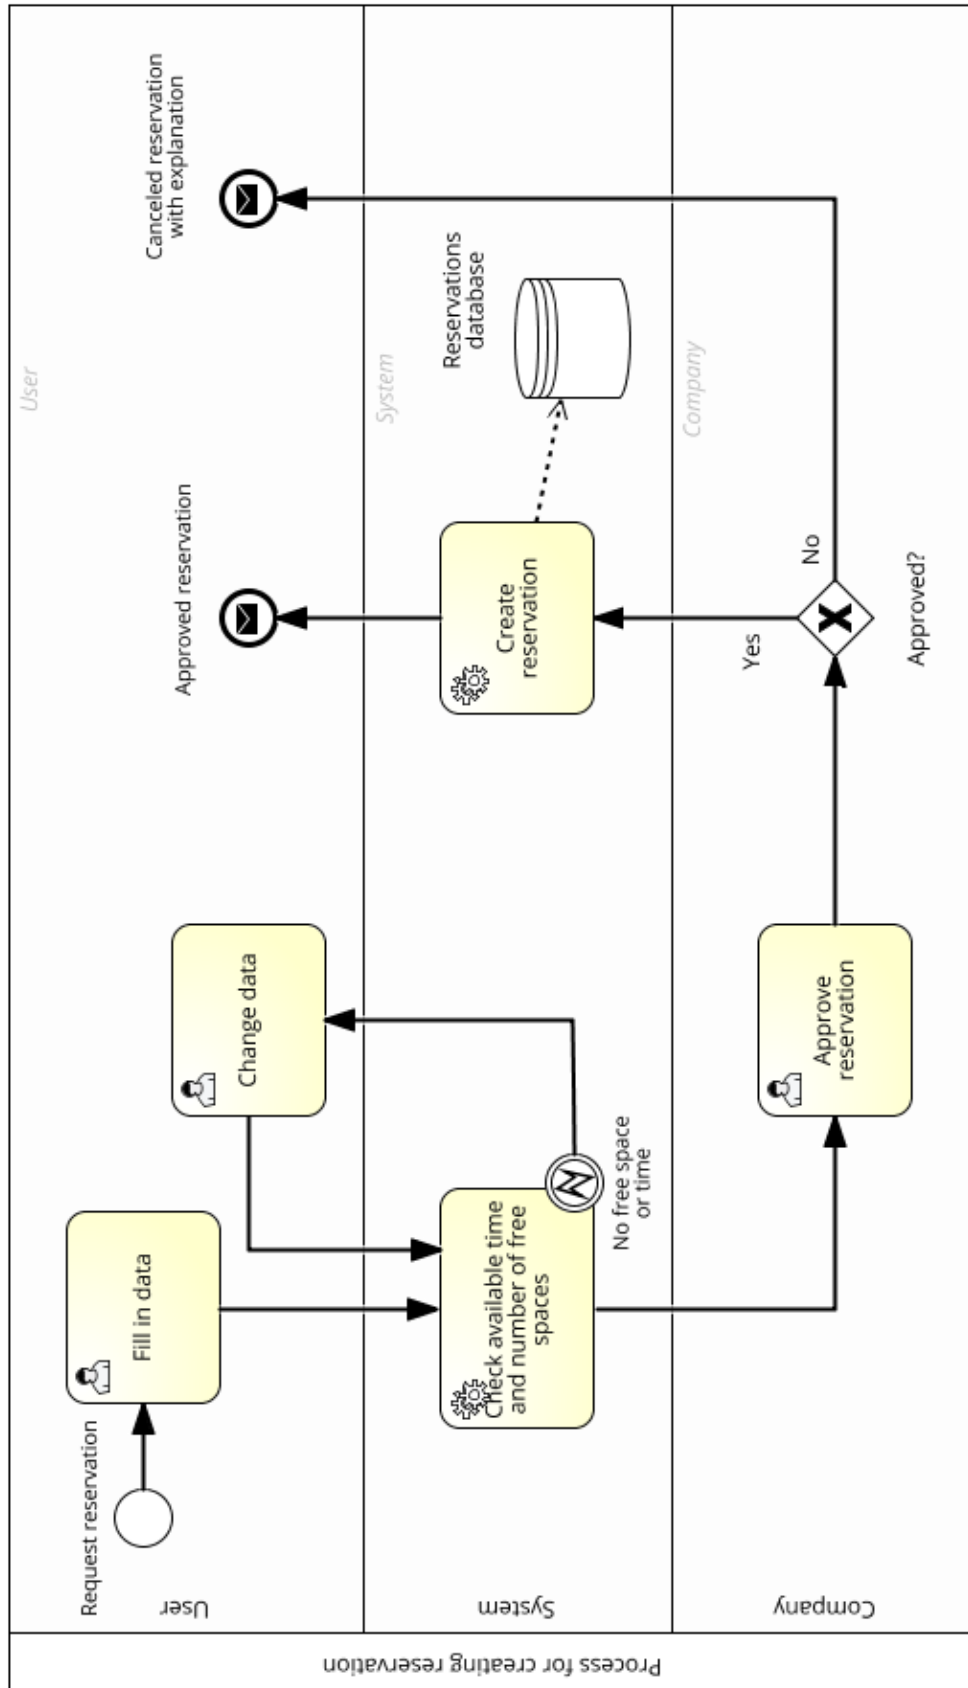 Process for creating reservation
User
System
Company
User
System
Company
Request reservation
Fill in data
Change data
Check available time
and number of free
spaces
No free space
or time
Approve
reservation
Approved?
Yes
No
Create
reservation
Reservations
database
Approved reservation
Canceled reservation
with explanation